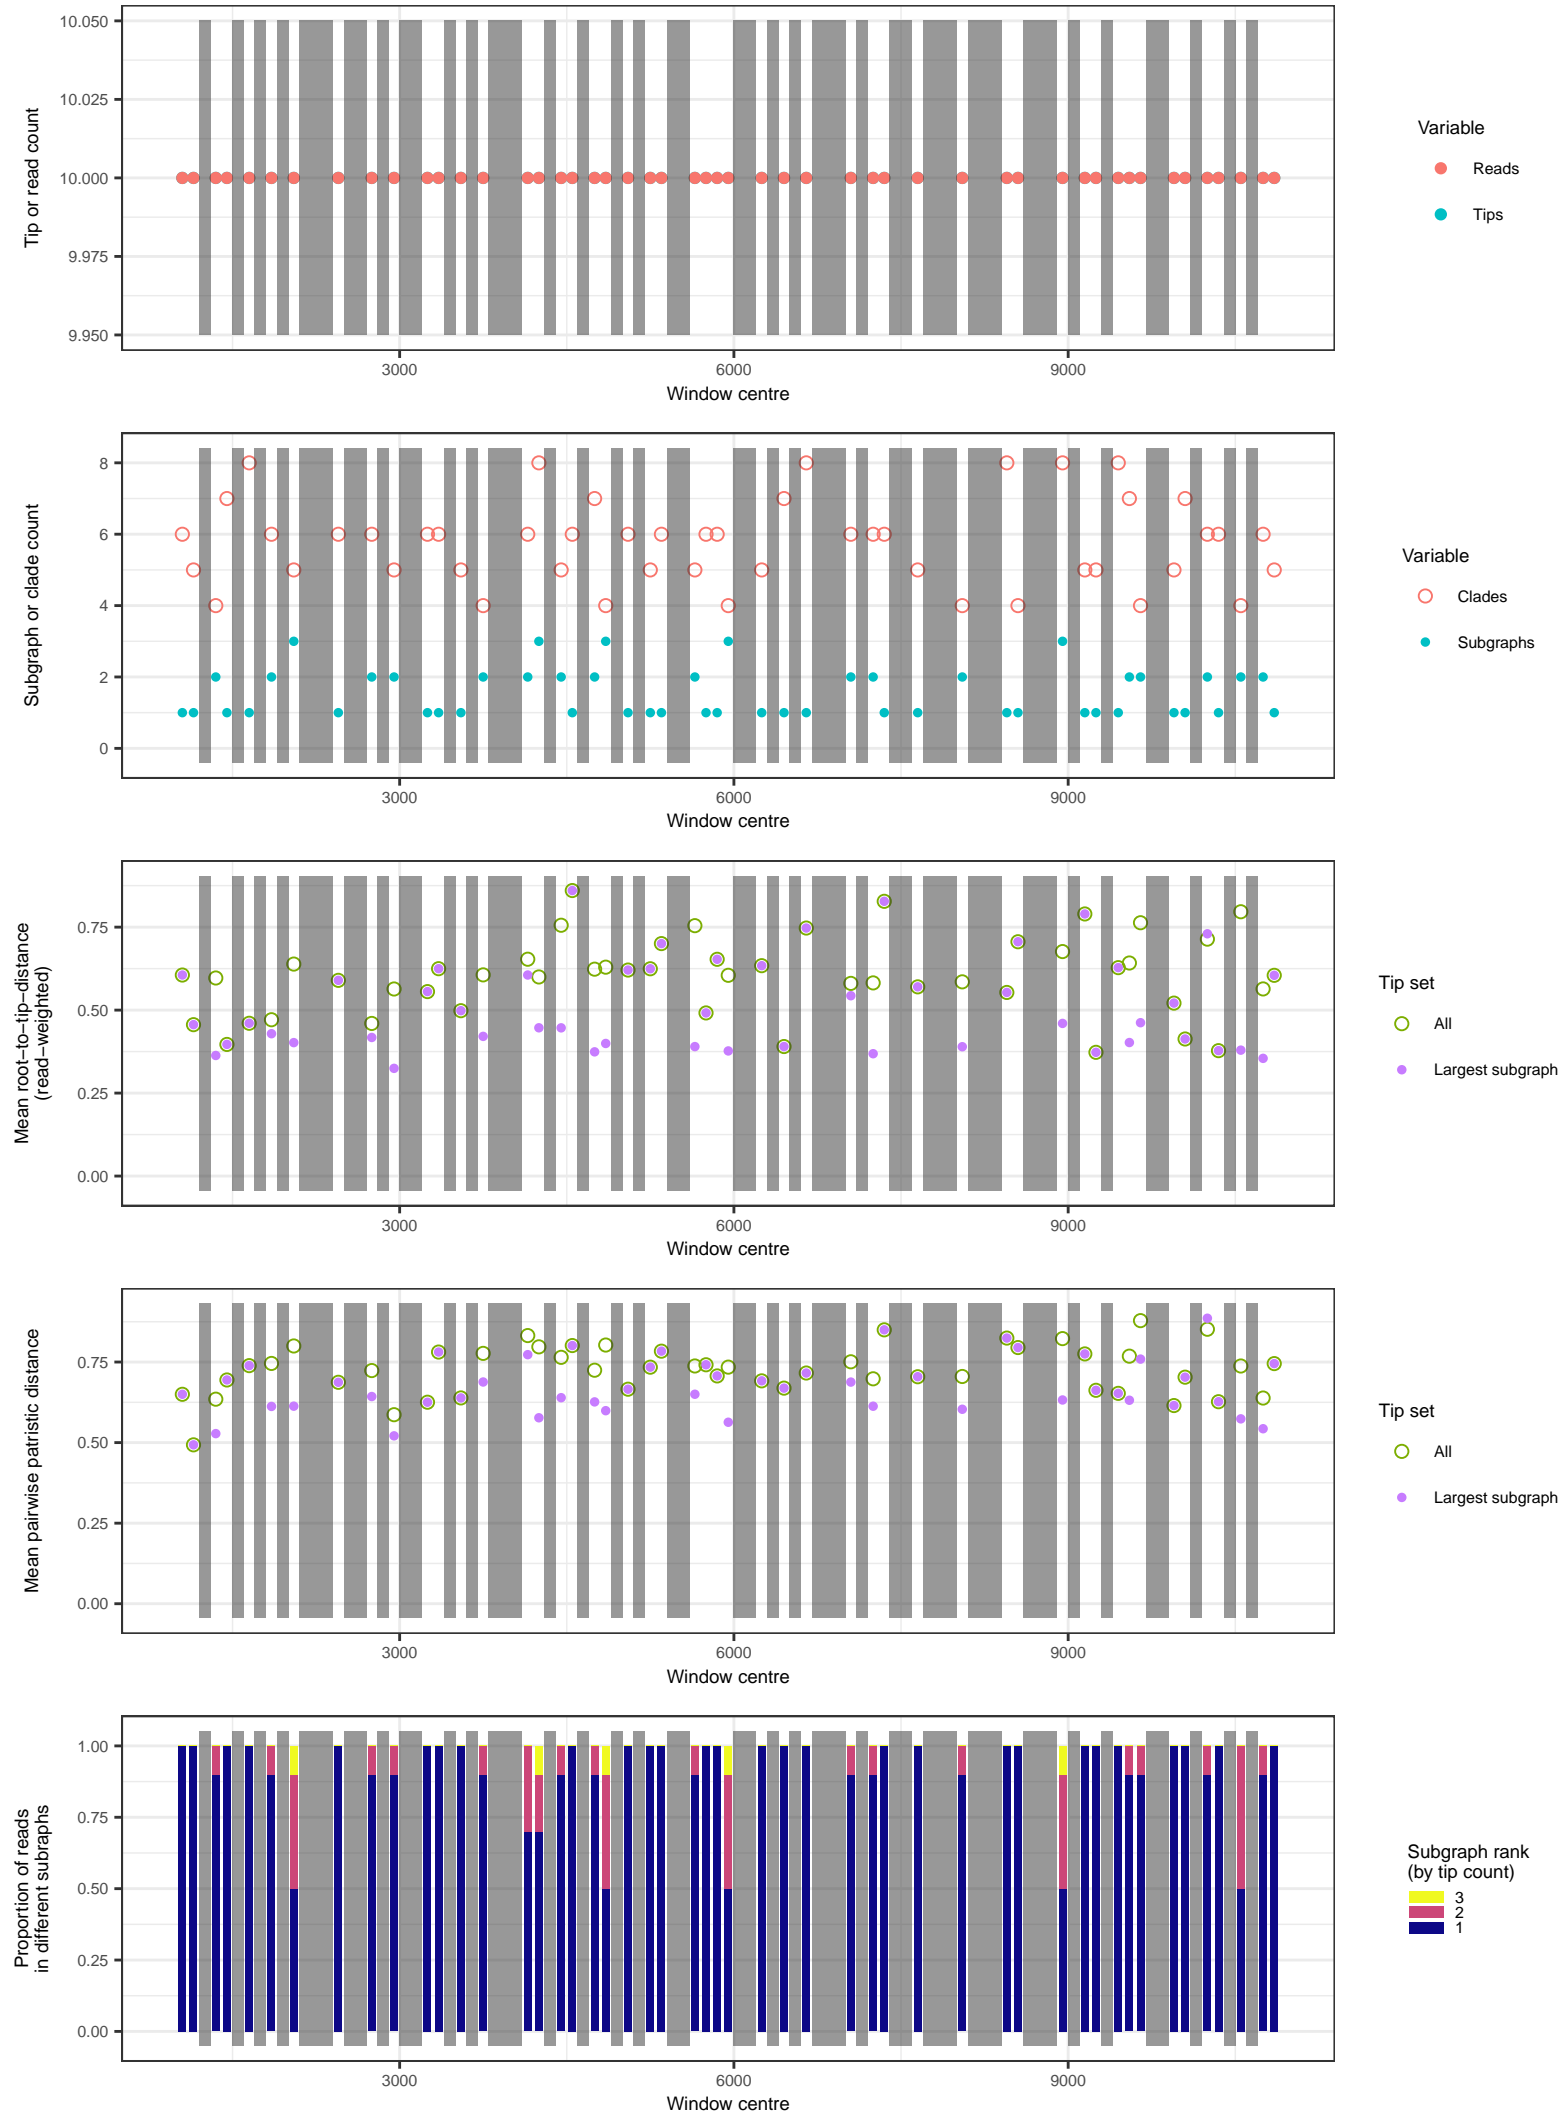 10.050
10.025
10.000
9.975
9.950
Tip or read count
3000
6000
9000
Window centre
Variable
Reads
Tips
8
6
4
2
0
Subgraph or clade count
3000
6000
9000
Window centre
Variable
Clades
Subgraphs
0.75
0.50
0.25
0.00
Mean root−to−tip−distance
(read−weighted)
3000
6000
9000
Window centre
Tip set
All
Largest subgraph
0.75
0.50
0.25
0.00
Mean pairwise patristic distance
3000
6000
9000
Window centre
Tip set
All
Largest subgraph
1.00
0.75
0.50
0.25
0.00
Proportion of reads
in different subraphs
3000
6000
9000
Window centre
Subgraph rank
(by tip count)
3
2
1